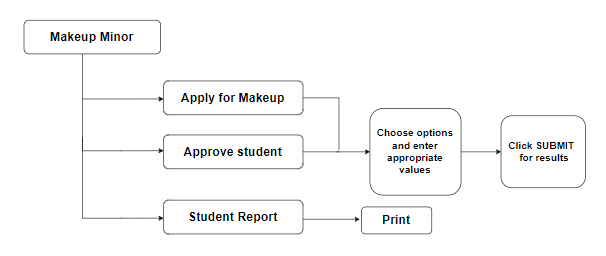 Makeup Minor
Apply for Makeup
Approve student
Student Report
Choose options
and enter
appropriate
values
Click SUBMIT
for results
Print